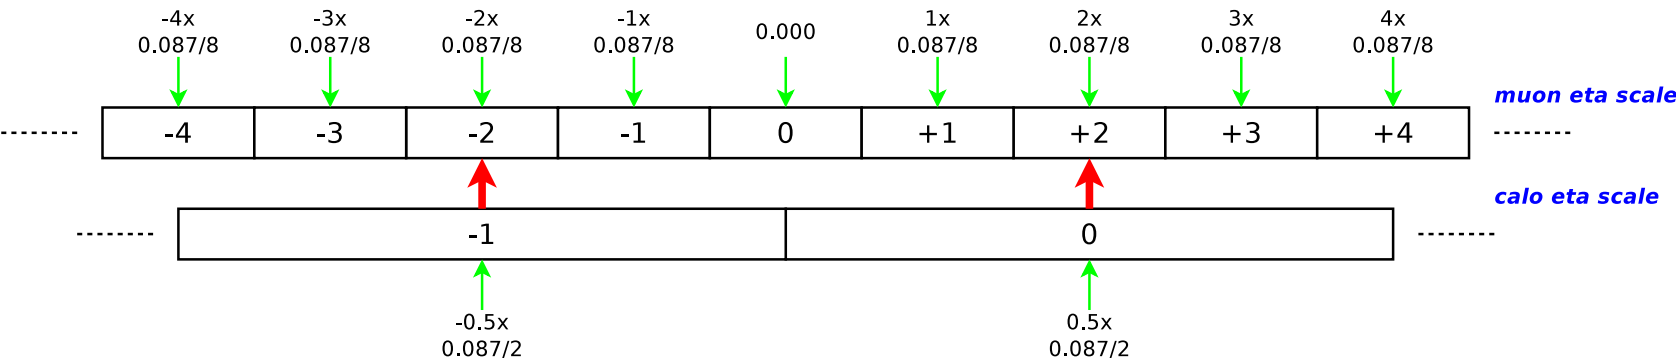 -4x -3x -2x -1x 0.000 1x 2x 3x 4x
0.087/8 0.087/8 0.087/8 0.087/8 0.087/8 0.087/8 0.087/8 0.087/8
muon eta scale
-4 -3 -2 -1 0 +1 +2 +3 +4
calo eta scale
-1 0
-0.5x 0.5x
0.087/2 0.087/2